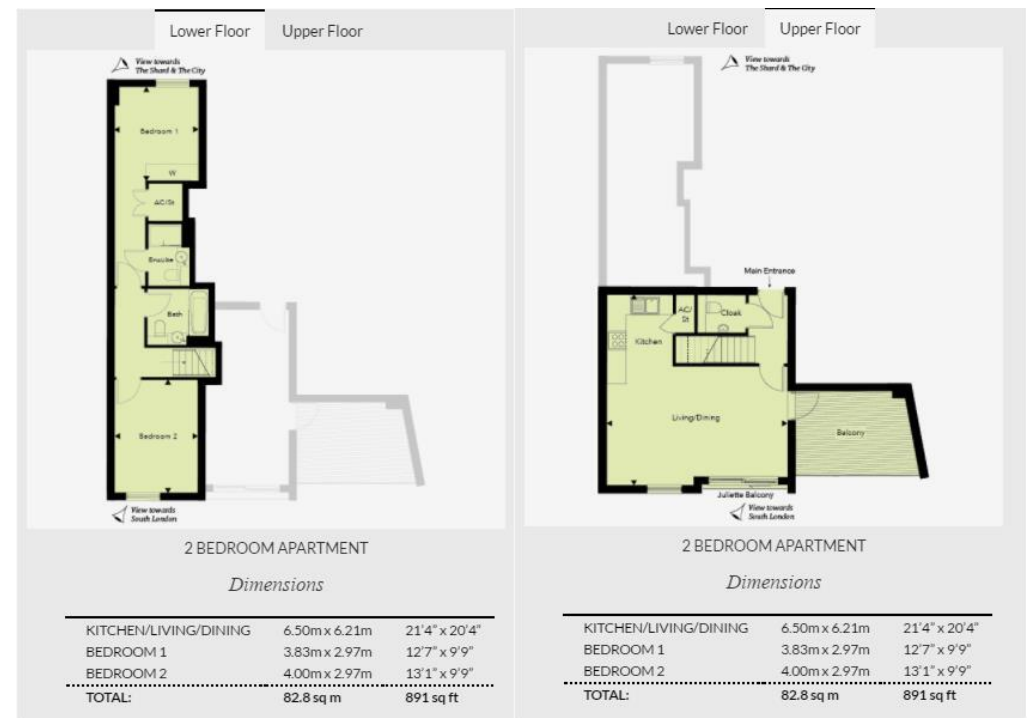 Lower Floor Upper Floor
View towards
The Shard & The City
Bedroom 1
W
AC/St
Ensuite
Bath
Bedroom 2
View towards
South London
2 BEDROOM APARTMENT
Dimensions
KITCHEN/LIVING/DINING 6.50m x 6.21m 21'4" x 20'4"
BEDROOM 1 3.83m x 2.97m 12'7" x 9'9"
BEDROOM 2 4.00m x 2.97m 13'1" x 9'9"
TOTAL: 82.8 sq m 891 sq ft
Lower Floor Upper Floor
View towards
The Shard & The City
Main Entrance
AC/
St
Cloak
Kitchen
Living/Dining
Balcony
Juliette Balcony
View towards
South London
2 BEDROOM APARTMENT
Dimensions
KITCHEN/LIVING/DINING 6.50m x 6.21m 21'4" x 20'4"
BEDROOM 1 3.83m x 2.97m 12'7" x 9'9"
BEDROOM 2 4.00m x 2.97m 13'1" x 9'9"
TOTAL: 82.8 sq m 891 sq ft